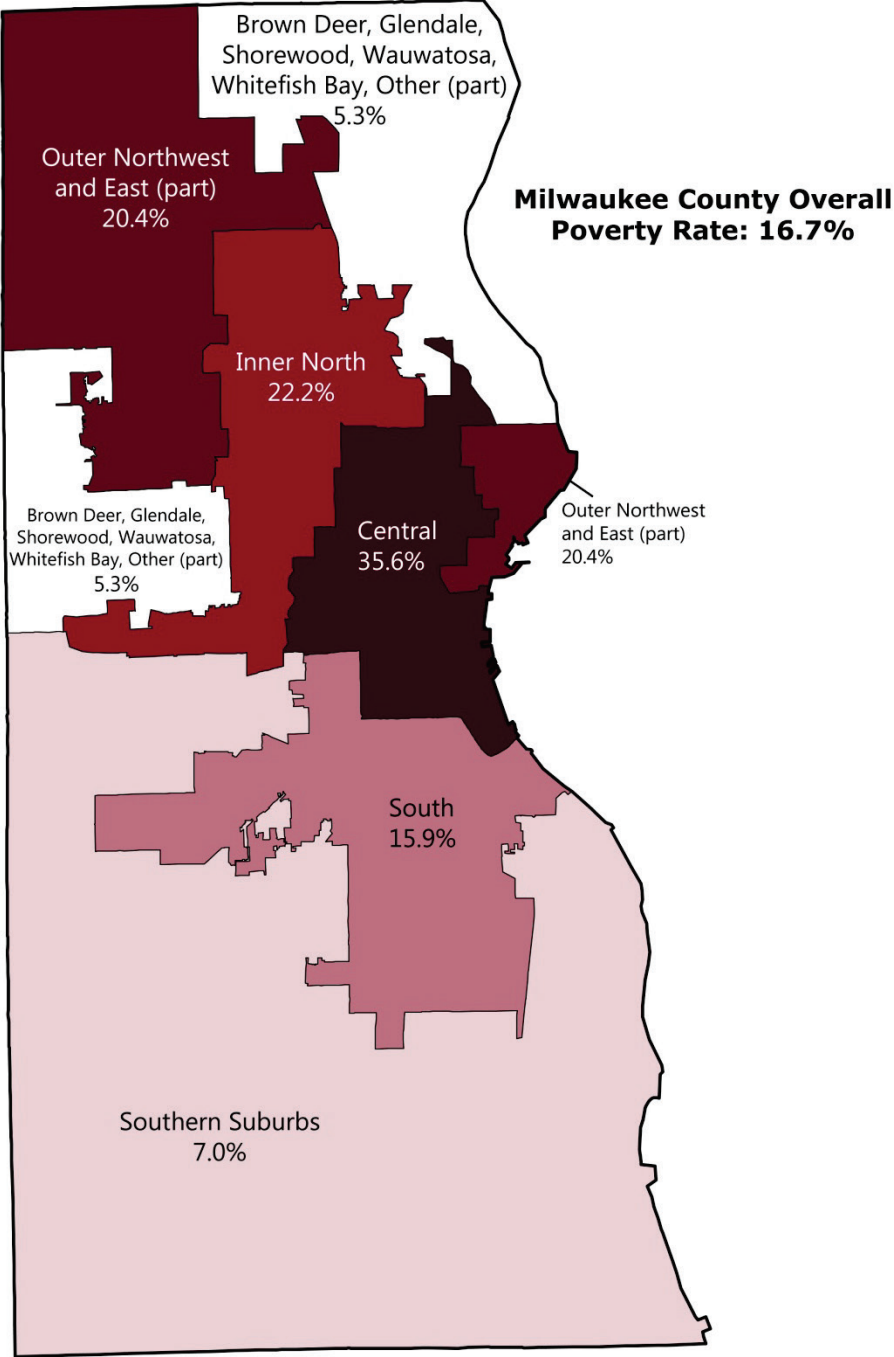 Brown Deer, Glendale,
Shorewood, Wauwatosa,
Whitefish Bay, Other (part)
5.3%
Outer Northwest
and East (part)
20.4%
Milwaukee County Overall
Poverty Rate: 16.7%
Inner North
22.2%
Brown Deer, Glendale,
Shorewood, Wauwatosa,
Whitefish Bay, Other (part)
5.3%
Central
35.6%
Outer Northwest
and East (part)
20.4%
South
15.9%
Southern Suburbs
7.0%